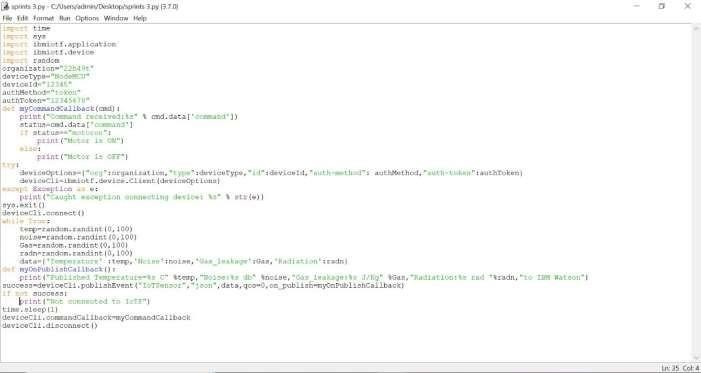 sprints 3.py - C:/Users/admin/Desktop/sprints 3.py (3.7.0)
File Edit Format Run Options Window Help
import time
import sys
import ibmiotf.application
import ibmiotf.device
import random
organization="22h49t"
deviceType="NodeMCU"
deviceId="12345"
authMethod="token"
authToken="12345678"
def myCommandCallback(cmd):
    print("Command received:%s" % cmd.data['command'])
    status=cmd.data['command']
    if status=="motoron":
        print("Motor is ON")
    else:
        print("Motor is OFF")
try:
    deviceOptions={"org":organization,"type":deviceType,"id":deviceId,"auth-method": authMethod,"auth-token":authToken}
    deviceCli=ibmiotf.device.Client(deviceOptions)
except Exception as e:
    print("Caught exception connecting device: %s" % str(e))
sys.exit()
deviceCli.connect()
while True:
    temp=random.randint(0,100)
    noise=random.randint(0,100)
    Gas=random.randint(0,100)
    radn=random.randint(0,100)
    data={'Temperature' :temp,'Noise':noise,'Gas_leakage':Gas,'Radiation':radn}
def myOnPublishCallback():
    print("Published Temperature=%s C" %temp,"Noise:%s db" %noise,"Gas_leakage:%s J/Kg" %Gas,"Radiation:%s rad "%radn,"to IBM Watson")
success=deviceCli.publishEvent("IoTSensor","json",data,qos=0,on_publish=myOnPublishCallback)
if not success:
    print("Not connected to IoTF")
time.sleep(1)
deviceCli.commandCallback=myCommandCallback
deviceCli.disconnect()
Ln: 35 Col: 4